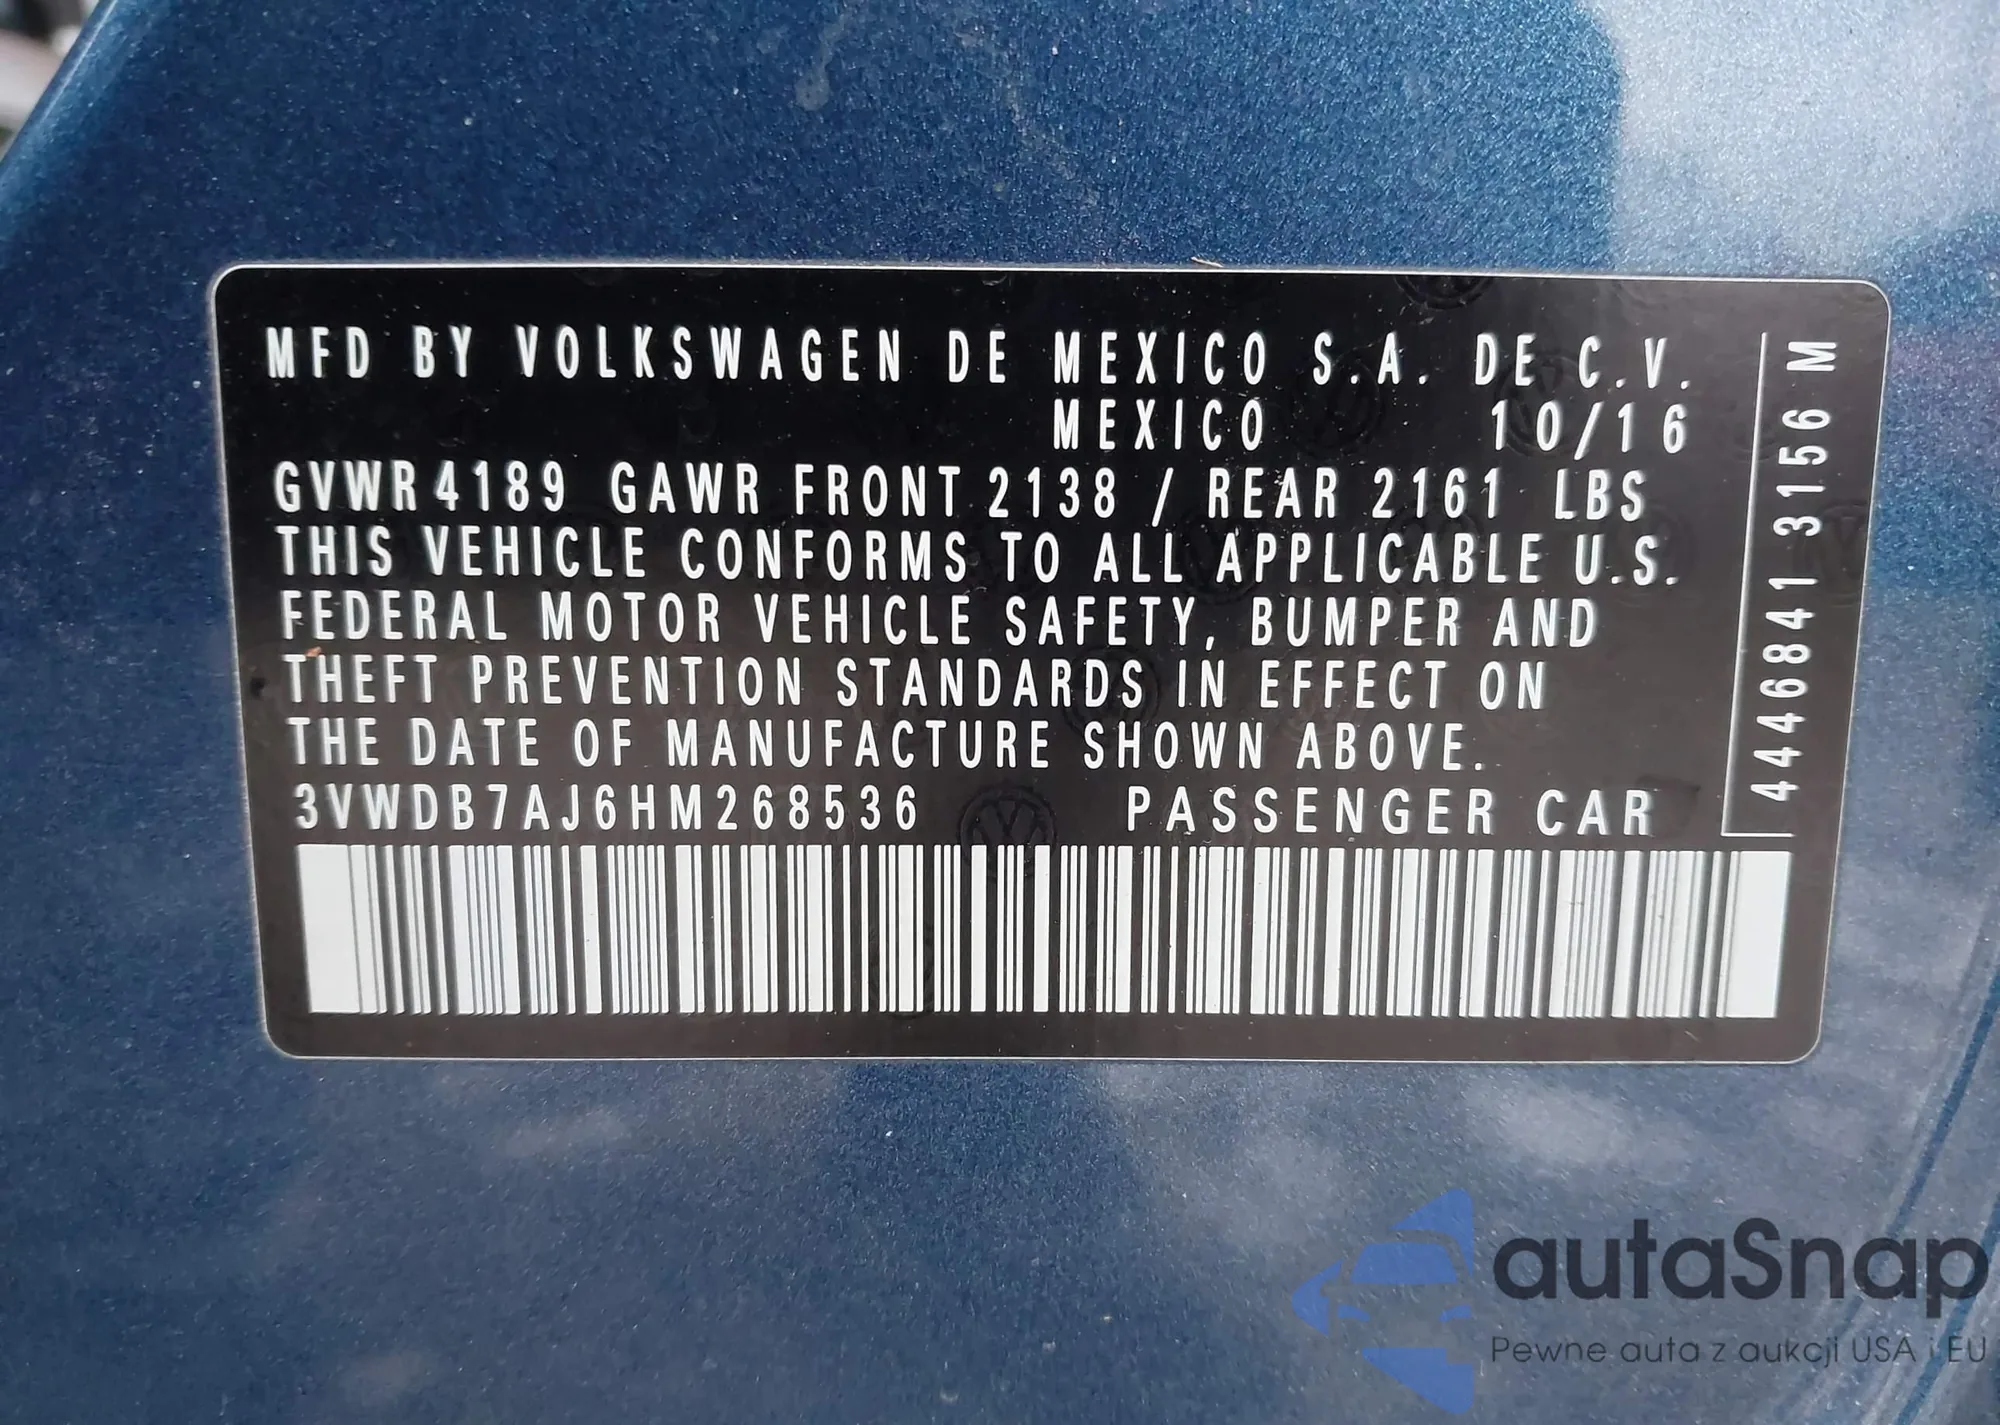 MFD BY VOLKSWAGEN DE MEXICO S.A. DE C.V.
MEXICO 10/16
GVWR 4189 GAWR FRONT 2138 / REAR 2161 LBS
THIS VEHICLE CONFORMS TO ALL APPLICABLE U.S.
FEDERAL MOTOR VEHICLE SAFETY, BUMPER AND
THEFT PREVENTION STANDARDS IN EFFECT ON
THE DATE OF MANUFACTURE SHOWN ABOVE.
3VWDB7AJ6HM268536 PASSENGER CAR
4446841 3156 M
autaSnap
Pewne auta z aukcji USA i EU